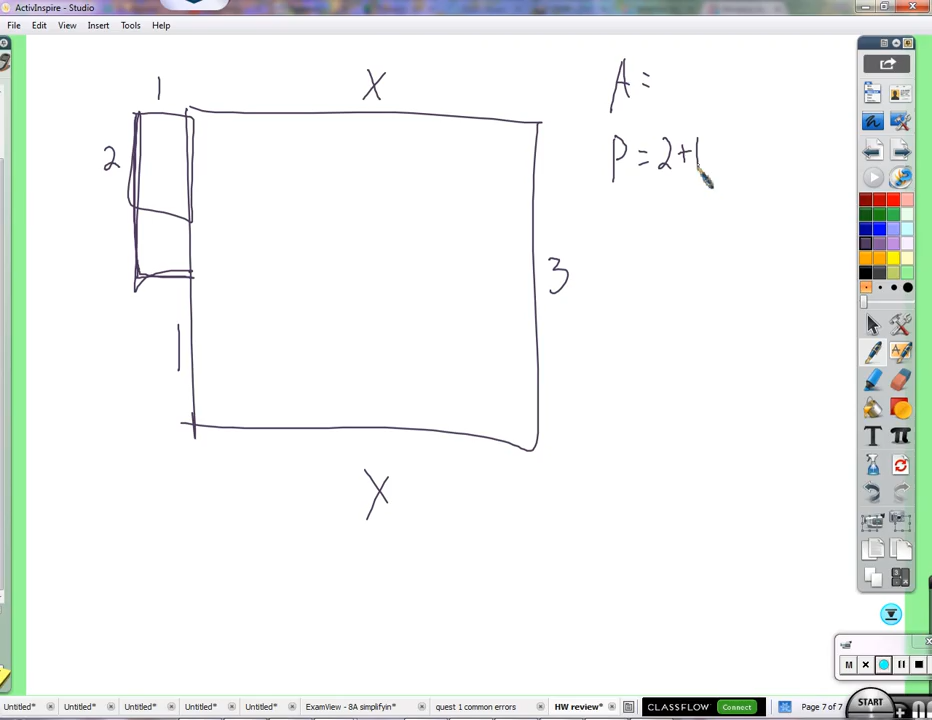 ActivInspire - Studio
File Edit View Insert Tools Help
1
X
A =
2
P = 2+1
3
1
X
M
Untitled* Untitled* Untitled* Untitled* Untitled* ExamView - 8A simplifyin* quest 1 common errors HW review* CLASSFLOW Connect Page 7 of 7
START